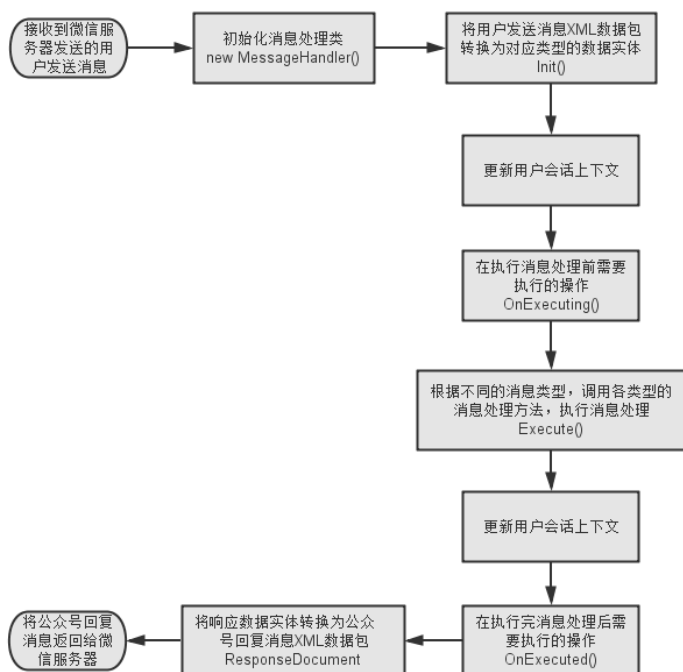 接收到微信
服务器发送的用
户发送消息
初始化消息处理类
new MessageHandler()
将用户发送消息XML数据包
转换为对应类型的数据实体
Init()
更新用户会话上下文
在执行消息处理前需要
执行的操作
OnExecuting()
根据不同的消息类型，调用各类型的
消息处理方法，执行消息处理
Execute()
更新用户会话上下文
在执行完消息处理后需
要执行的操作
OnExecuted()
将响应数据实体转换为公众
号回复消息XML数据包
ResponseDocument
将公众号回复
消息返回给微
信服务器